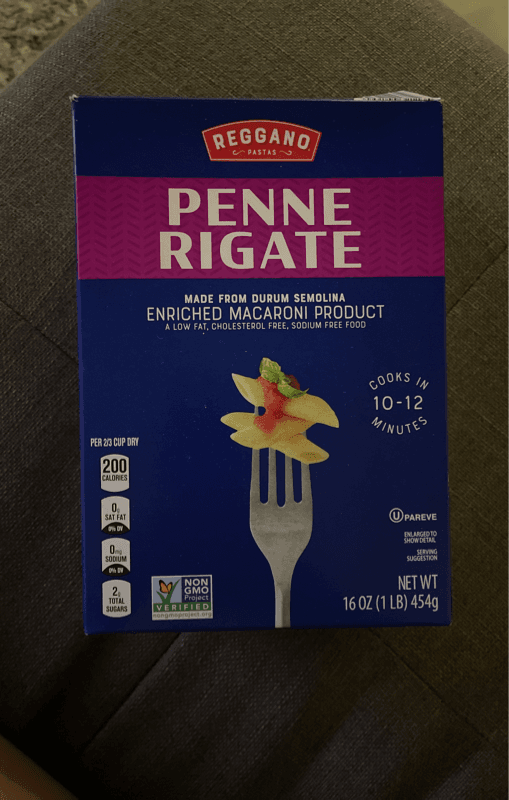 REGGANO
PASTAS
PENNE
RIGATE
MADE FROM DURUM SEMOLINA
ENRICHED MACARONI PRODUCT
A LOW FAT, CHOLESTEROL FREE, SODIUM FREE FOOD
COOKS IN
10-12
MINUTES
PER 2/3 CUP DRY
200
CALORIES
0g
SAT FAT
0% DV
0mg
SODIUM
0% DV
2g
TOTAL
SUGARS
NON
GMO
Project
VERIFIED
nongmoproject.org
U PAREVE
ENLARGED TO
SHOW DETAIL
SERVING
SUGGESTION
NET WT
16 OZ (1 LB) 454g